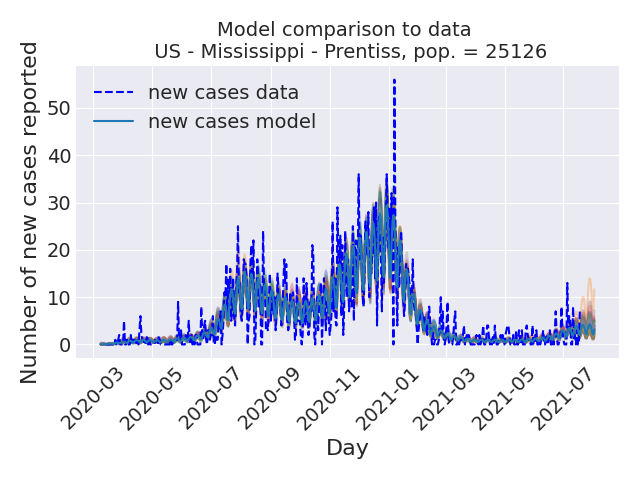 Model comparison to data
US - Mississippi - Prentiss, pop. = 25126
Number of new cases reported
new cases data
new cases model
50
40
30
20
10
0
2020-03
2020-05
2020-07
2020-09
2020-11
2021-01
2021-03
2021-05
2021-07
Day